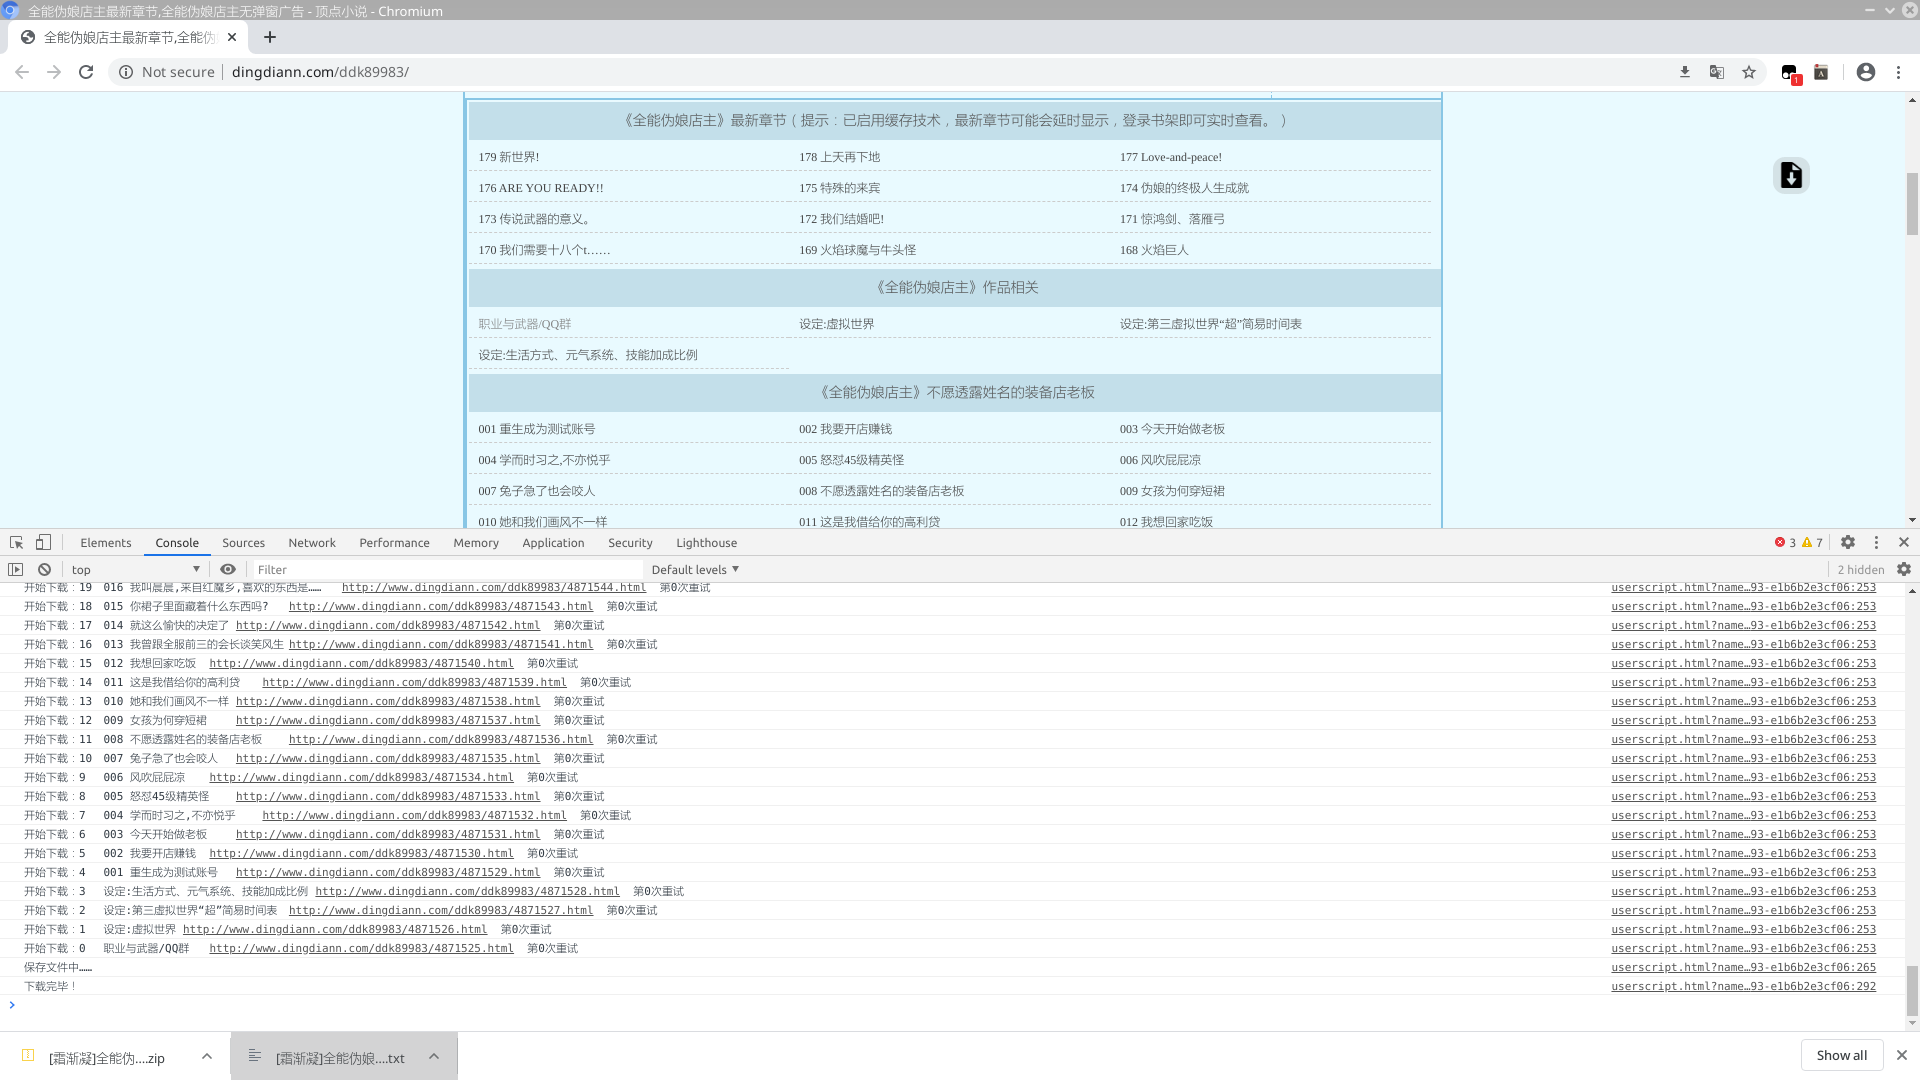 全能伪娘店主最新章节,全能伪娘店主无弹窗广告 - 顶点小说 - Chromium
全能伪娘店主最新章节,全能伪
Not secure dingdiann.com/ddk89983/
1
《全能伪娘店主》最新章节（提示：已启用缓存技术，最新章节可能会延时显示，登录书架即可实时查看。）
179 新世界! 178 上天再下地 177 Love-and-peace!
176 ARE YOU READY!! 175 特殊的来宾 174 伪娘的终极人生成就
173 传说武器的意义。 172 我们结婚吧! 171 惊鸿剑、落雁弓
170 我们需要十八个t…… 169 火焰球魔与牛头怪 168 火焰巨人
《全能伪娘店主》作品相关
职业与武器/QQ群 设定:虚拟世界 设定:第三虚拟世界“超”简易时间表
设定:生活方式、元气系统、技能加成比例
《全能伪娘店主》不愿透露姓名的装备店老板
001 重生成为测试账号 002 我要开店赚钱 003 今天开始做老板
004 学而时习之,不亦悦乎 005 怒怼45级精英怪 006 风吹屁屁凉
007 兔子急了也会咬人 008 不愿透露姓名的装备店老板 009 女孩为何穿短裙
010 她和我们画风不一样 011 这是我借给你的高利贷 012 我想回家吃饭
Elements Console Sources Network Performance Memory Application Security Lighthouse 3 7
top Filter Default levels 2 hidden
开始下载：19 016 我叫晨晨,来自红魔乡,喜欢的东西是…… http://www.dingdiann.com/ddk89983/4871544.html 第0次重试 userscript.html?name…93-e1b6b2e3cf06:253
开始下载：18 015 你裙子里面藏着什么东西吗? http://www.dingdiann.com/ddk89983/4871543.html 第0次重试 userscript.html?name…93-e1b6b2e3cf06:253
开始下载：17 014 就这么愉快的决定了 http://www.dingdiann.com/ddk89983/4871542.html 第0次重试 userscript.html?name…93-e1b6b2e3cf06:253
开始下载：16 013 我曾跟全服前三的会长谈笑风生 http://www.dingdiann.com/ddk89983/4871541.html 第0次重试 userscript.html?name…93-e1b6b2e3cf06:253
开始下载：15 012 我想回家吃饭 http://www.dingdiann.com/ddk89983/4871540.html 第0次重试 userscript.html?name…93-e1b6b2e3cf06:253
开始下载：14 011 这是我借给你的高利贷 http://www.dingdiann.com/ddk89983/4871539.html 第0次重试 userscript.html?name…93-e1b6b2e3cf06:253
开始下载：13 010 她和我们画风不一样 http://www.dingdiann.com/ddk89983/4871538.html 第0次重试 userscript.html?name…93-e1b6b2e3cf06:253
开始下载：12 009 女孩为何穿短裙 http://www.dingdiann.com/ddk89983/4871537.html 第0次重试 userscript.html?name…93-e1b6b2e3cf06:253
开始下载：11 008 不愿透露姓名的装备店老板 http://www.dingdiann.com/ddk89983/4871536.html 第0次重试 userscript.html?name…93-e1b6b2e3cf06:253
开始下载：10 007 兔子急了也会咬人 http://www.dingdiann.com/ddk89983/4871535.html 第0次重试 userscript.html?name…93-e1b6b2e3cf06:253
开始下载：9 006 风吹屁屁凉 http://www.dingdiann.com/ddk89983/4871534.html 第0次重试 userscript.html?name…93-e1b6b2e3cf06:253
开始下载：8 005 怒怼45级精英怪 http://www.dingdiann.com/ddk89983/4871533.html 第0次重试 userscript.html?name…93-e1b6b2e3cf06:253
开始下载：7 004 学而时习之,不亦悦乎 http://www.dingdiann.com/ddk89983/4871532.html 第0次重试 userscript.html?name…93-e1b6b2e3cf06:253
开始下载：6 003 今天开始做老板 http://www.dingdiann.com/ddk89983/4871531.html 第0次重试 userscript.html?name…93-e1b6b2e3cf06:253
开始下载：5 002 我要开店赚钱 http://www.dingdiann.com/ddk89983/4871530.html 第0次重试 userscript.html?name…93-e1b6b2e3cf06:253
开始下载：4 001 重生成为测试账号 http://www.dingdiann.com/ddk89983/4871529.html 第0次重试 userscript.html?name…93-e1b6b2e3cf06:253
开始下载：3 设定:生活方式、元气系统、技能加成比例 http://www.dingdiann.com/ddk89983/4871528.html 第0次重试 userscript.html?name…93-e1b6b2e3cf06:253
开始下载：2 设定:第三虚拟世界“超”简易时间表 http://www.dingdiann.com/ddk89983/4871527.html 第0次重试 userscript.html?name…93-e1b6b2e3cf06:253
开始下载：1 设定:虚拟世界 http://www.dingdiann.com/ddk89983/4871526.html 第0次重试 userscript.html?name…93-e1b6b2e3cf06:253
开始下载：0 职业与武器/QQ群 http://www.dingdiann.com/ddk89983/4871525.html 第0次重试 userscript.html?name…93-e1b6b2e3cf06:253
保存文件中…… userscript.html?name…93-e1b6b2e3cf06:265
下载完毕！ userscript.html?name…93-e1b6b2e3cf06:292
[霜渐凝]全能伪….zip [霜渐凝]全能伪娘….txt Show all